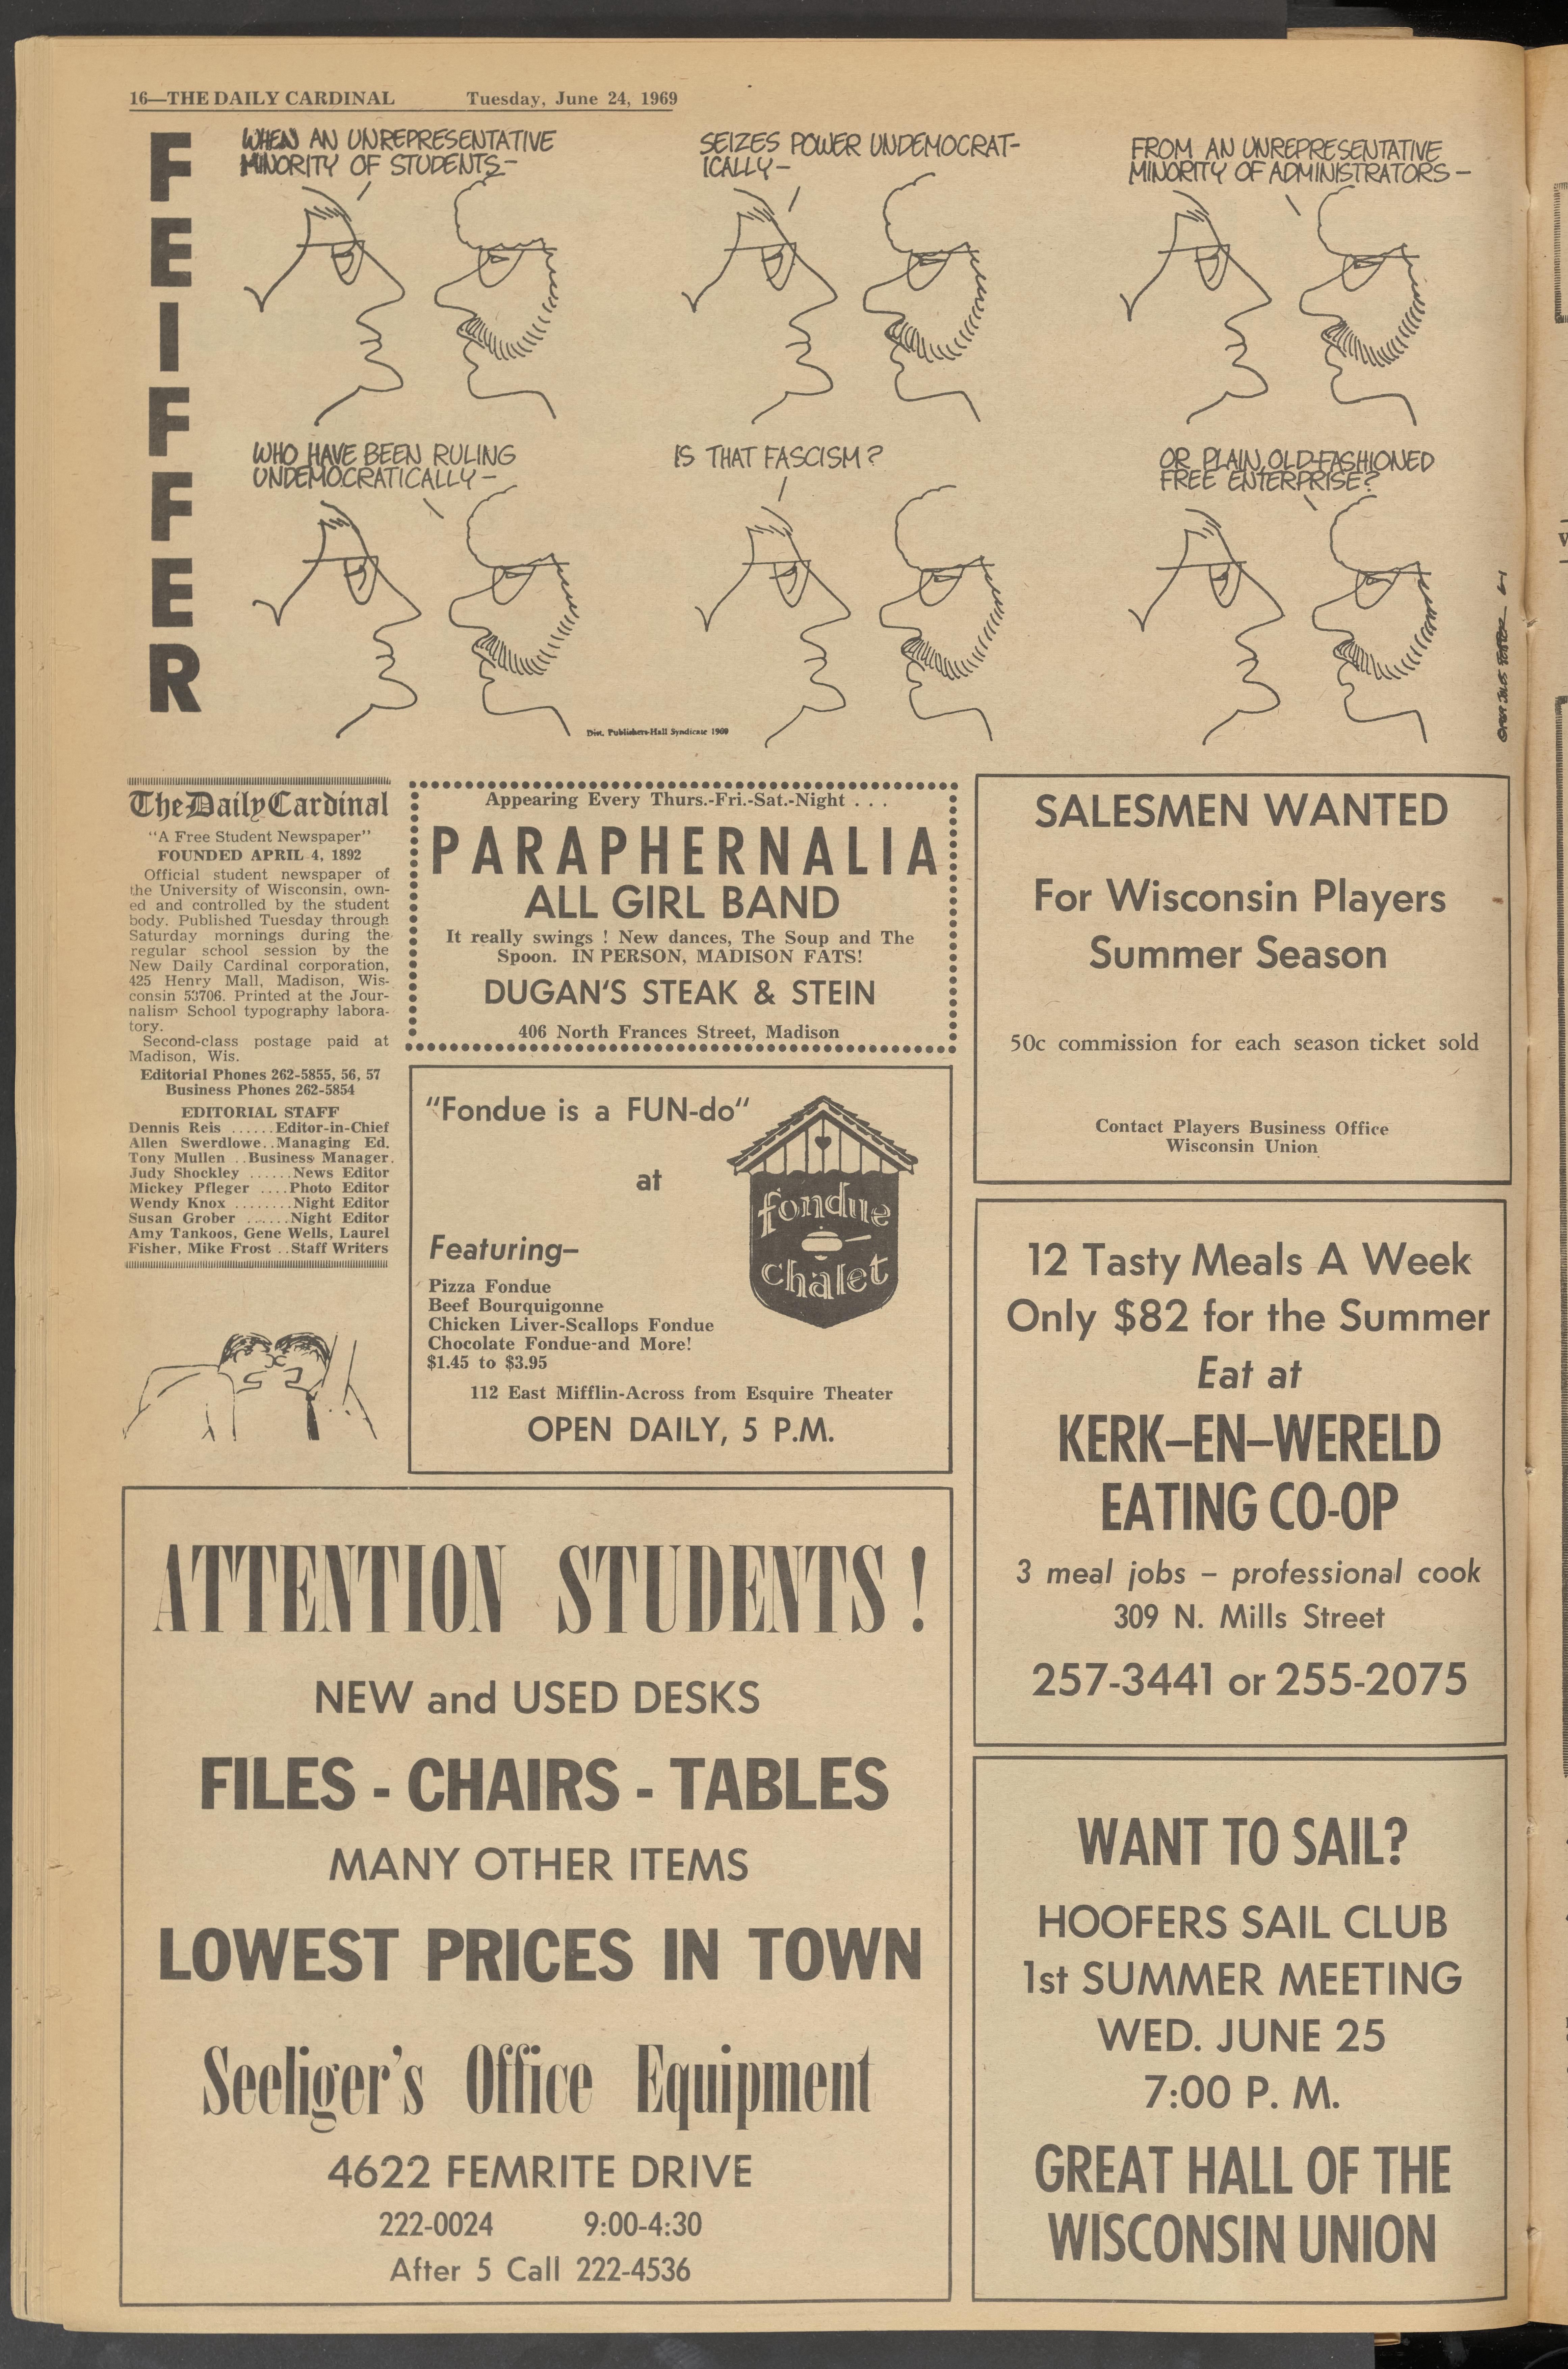 16—THE DAILY CARDINAL Tuesday, June 24, 1969
FEIFFER
WHEN AN UNREPRESENTATIVE
MINORITY OF STUDENTS—
SEIZES POWER UNDEMOCRAT-
ICALLY—
FROM AN UNREPRESENTATIVE
MINORITY OF ADMINISTRATORS—
WHO HAVE BEEN RULING
UNDEMOCRATICALLY—
IS THAT FASCISM?
OR PLAIN, OLD-FASHIONED
FREE ENTERPRISE?
Dist. Publishers-Hall Syndicate 1969
©1969 JULES FEIFFER
The Daily Cardinal
"A Free Student Newspaper"
FOUNDED APRIL 4, 1892
Official student newspaper of
the University of Wisconsin, own-
ed and controlled by the student
body. Published Tuesday through
Saturday mornings during the
regular school session by the
New Daily Cardinal corporation,
425 Henry Mall, Madison, Wis-
consin 53706. Printed at the Jour-
nalism School typography labora-
tory.
Second-class postage paid at
Madison, Wis.
Editorial Phones 262-5855, 56, 57
Business Phones 262-5854
EDITORIAL STAFF
Dennis Reis ......Editor-in-Chief
Allen Swerdlowe..Managing Ed.
Tony Mullen ..Business Manager.
Judy Shockley ......News Editor
Mickey Pfleger ....Photo Editor
Wendy Knox ........Night Editor
Susan Grober ......Night Editor
Amy Tankoos, Gene Wells, Laurel
Fisher, Mike Frost ..Staff Writers
Appearing Every Thurs.-Fri.-Sat.-Night . . .
PARAPHERNALIA
ALL GIRL BAND
It really swings ! New dances, The Soup and The
Spoon. IN PERSON, MADISON FATS!
DUGAN'S STEAK & STEIN
406 North Frances Street, Madison
"Fondue is a FUN-do"
at
fondue
chalet
Featuring–
Pizza Fondue
Beef Bourquigonne
Chicken Liver-Scallops Fondue
Chocolate Fondue-and More!
$1.45 to $3.95
112 East Mifflin-Across from Esquire Theater
OPEN DAILY, 5 P.M.
SALESMEN WANTED
For Wisconsin Players
Summer Season
50c commission for each season ticket sold
Contact Players Business Office
Wisconsin Union
12 Tasty Meals A Week
Only $82 for the Summer
Eat at
KERK–EN–WERELD
EATING CO-OP
3 meal jobs – professional cook
309 N. Mills Street
257-3441 or 255-2075
ATTENTION STUDENTS !
NEW and USED DESKS
FILES - CHAIRS - TABLES
MANY OTHER ITEMS
LOWEST PRICES IN TOWN
Seeliger's Office Equipment
4622 FEMRITE DRIVE
222-0024 9:00-4:30
After 5 Call 222-4536
WANT TO SAIL?
HOOFERS SAIL CLUB
1st SUMMER MEETING
WED. JUNE 25
7:00 P. M.
GREAT HALL OF THE
WISCONSIN UNION